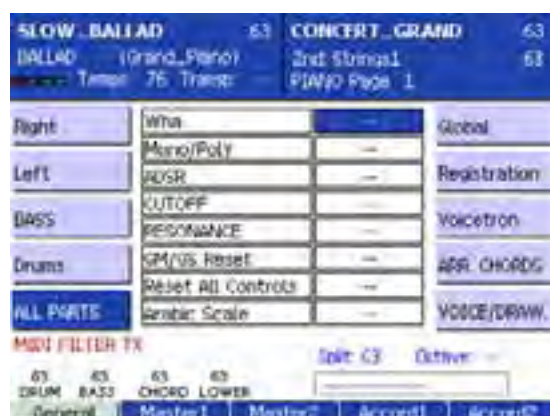 SLOW_BALLAD 63 CONCERT_GRAND 63
BALLAD (Grand_Piano) 2nd Strings1 63
Tempo 76 Transp PIANO Page 1
Right
Left
BASS
Drums
ALL PARTS
Wha --
Mono/Poly --
ADSR --
CUTOFF --
RESONANCE --
GM/GS Reset --
Reset All Controls --
Arabic Scale --
Global
Registration
Voicetron
ARR CHORDS
VOICE/DRAW.
MIDI FILTER TX
Split C3 Octave --
63 63 63 63
DRUM BASS CHORD LOWER
General Master1 Master2 Accord1 Accord2